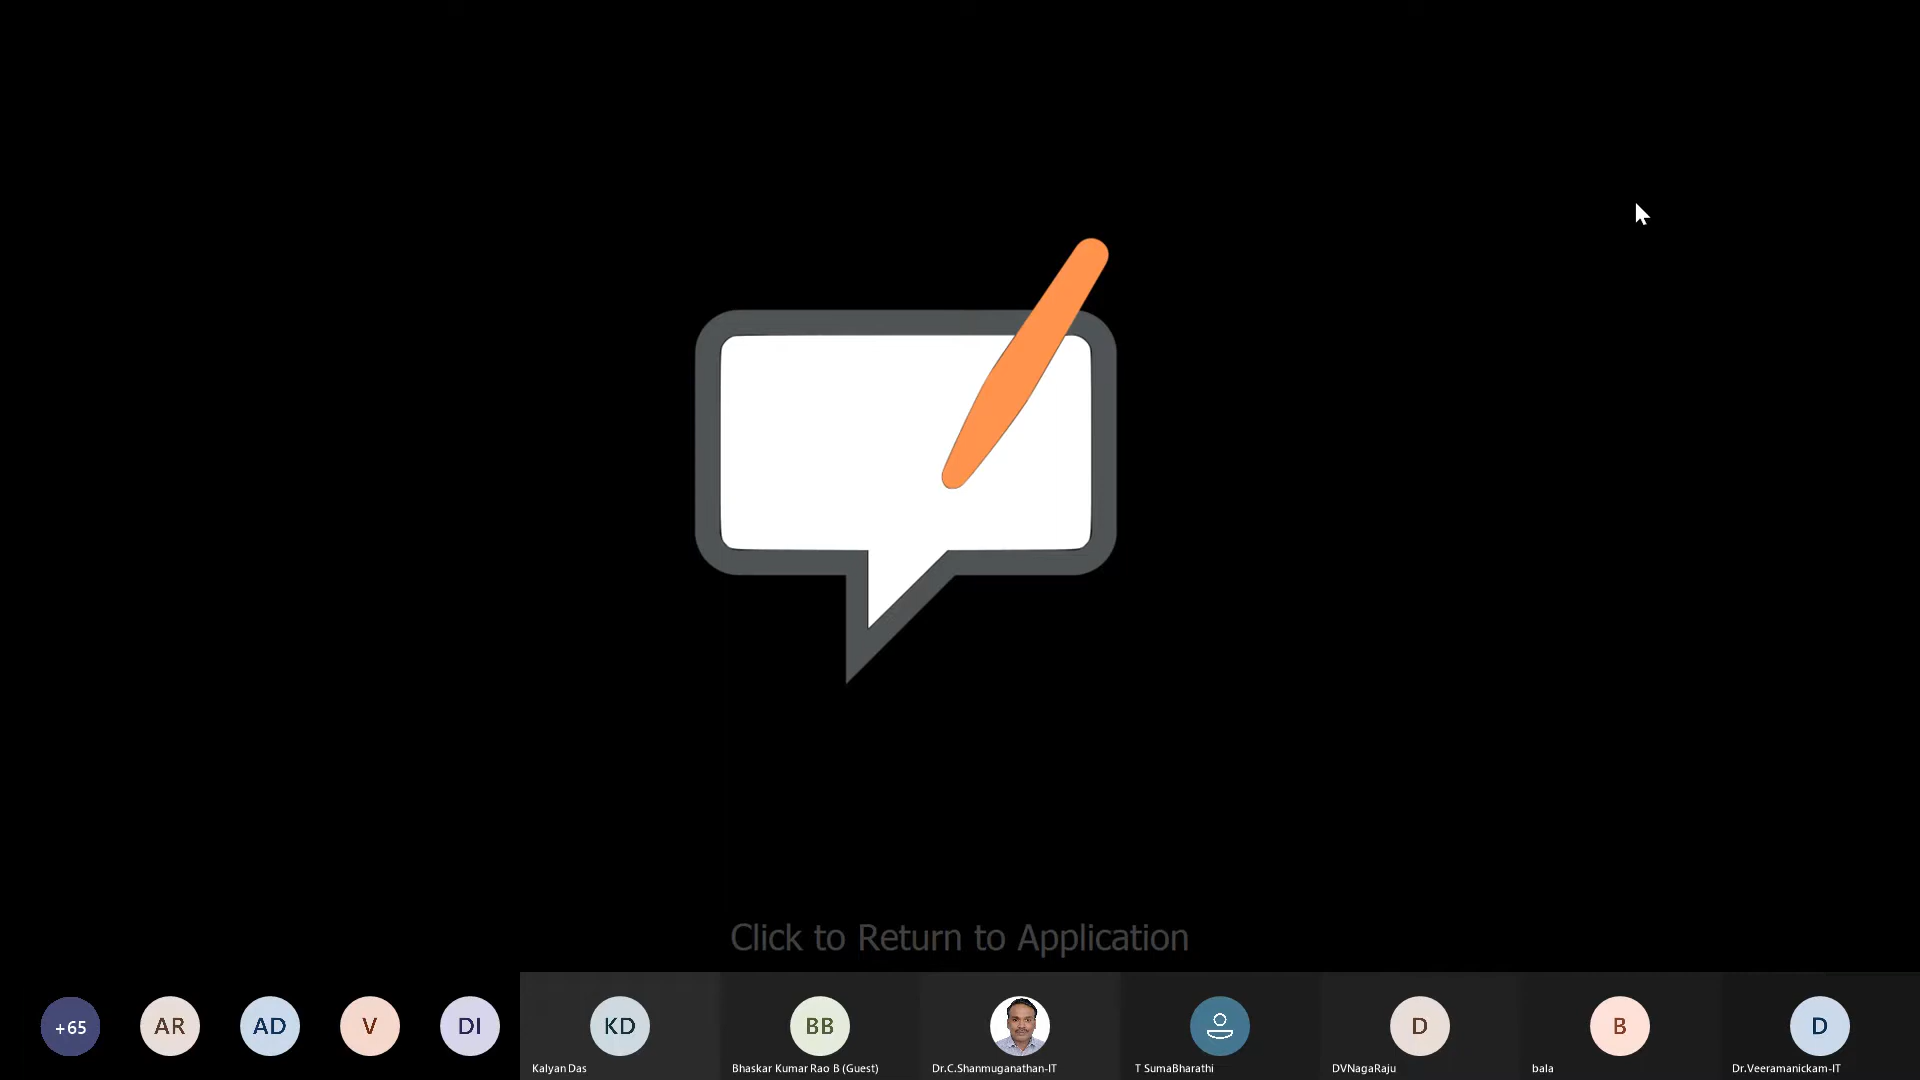 Click to Return to Application
+65
AR
AD
V
DI
KD
BB
D
B
D
Kalyan Das
Bhaskar Kumar Rao B (Guest)
Dr.C.Shanmuganathan-IT
T SumaBharathi
DVNagaRaju
bala
Dr.Veeramanickam-IT